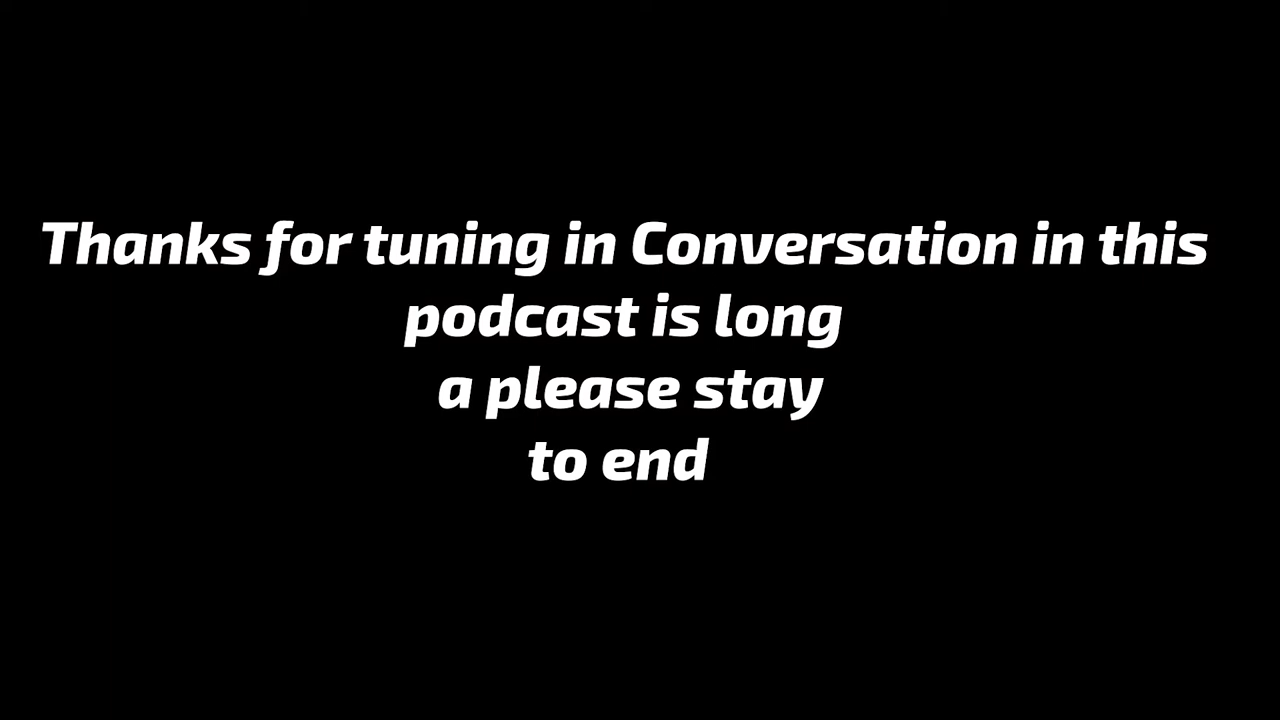 Thanks for tuning in Conversation in this
podcast is long
a please stay
to end